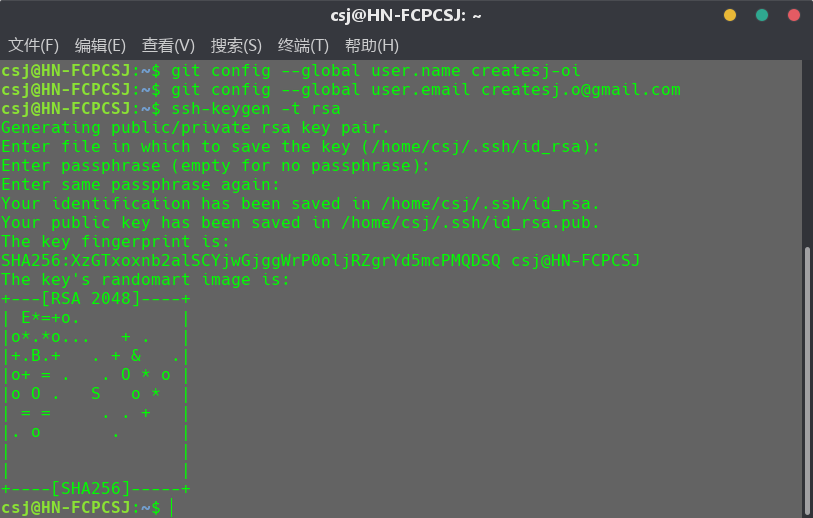 csj@HN-FCPCSJ: ~
文件(F) 编辑(E) 查看(V) 搜索(S) 终端(T) 帮助(H)
csj@HN-FCPCSJ:~$ git config --global user.name createsj-oi
csj@HN-FCPCSJ:~$ git config --global user.email createsj.o@gmail.com
csj@HN-FCPCSJ:~$ ssh-keygen -t rsa
Generating public/private rsa key pair.
Enter file in which to save the key (/home/csj/.ssh/id_rsa):
Enter passphrase (empty for no passphrase):
Enter same passphrase again:
Your identification has been saved in /home/csj/.ssh/id_rsa.
Your public key has been saved in /home/csj/.ssh/id_rsa.pub.
The key fingerprint is:
SHA256:XzGTxoxnb2alSCYjwGjggWrP0oljRZgrYd5mcPMQDSQ csj@HN-FCPCSJ
The key's randomart image is:
+---[RSA 2048]----+
| E*=+o.          |
|o*.*o...   + .   |
|+.B.+   . + &   .|
|o+ = .   . O * o |
|o O .   S   o *  |
| = =     . . +   |
|. o       .      |
|                 |
|                 |
+----[SHA256]-----+
csj@HN-FCPCSJ:~$